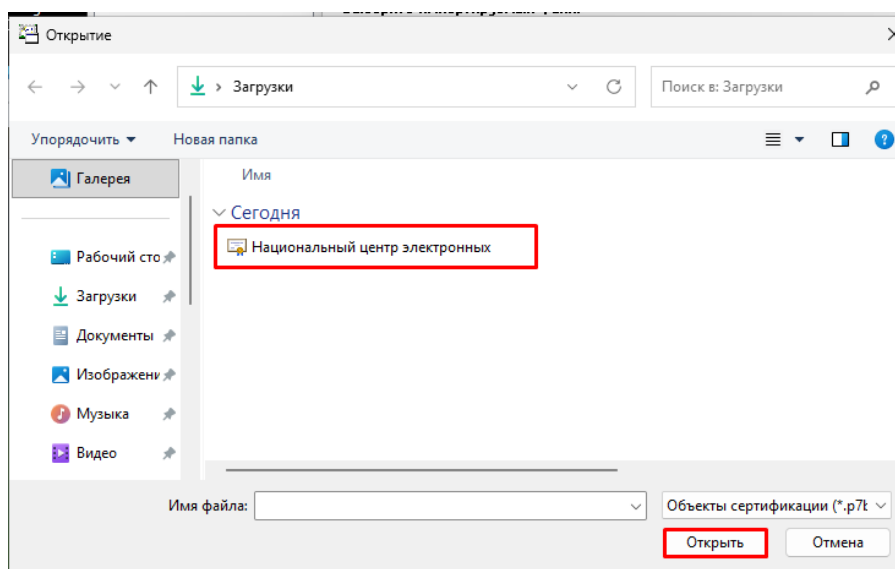 Открытие
Загрузки
Поиск в: Загрузки
Упорядочить
Новая папка
Галерея
Имя
Сегодня
Национальный центр электронных
Рабочий сто
Загрузки
Документы
Изображени
Музыка
Видео
Имя файла:
Объекты сертификации (*.p7b
Открыть
Отмена